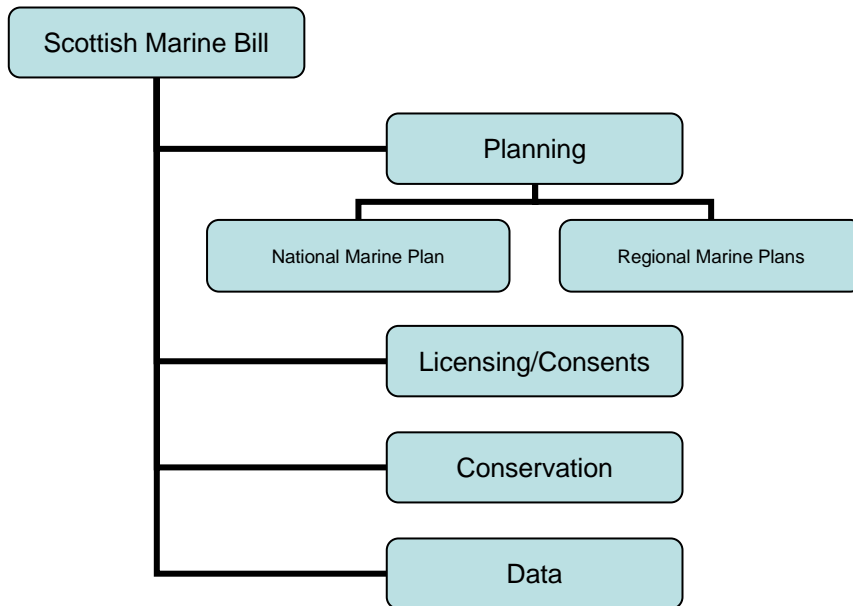 Scottish Marine Bill
Planning
National Marine Plan
Regional Marine Plans
Licensing/Consents
Conservation
Data